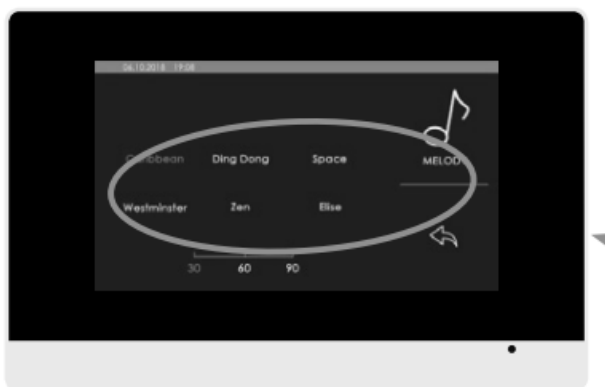 06.10.2018 19:08
Caribbean Ding Dong Space
MELOD
Westminster Zen Elise
30 60 90